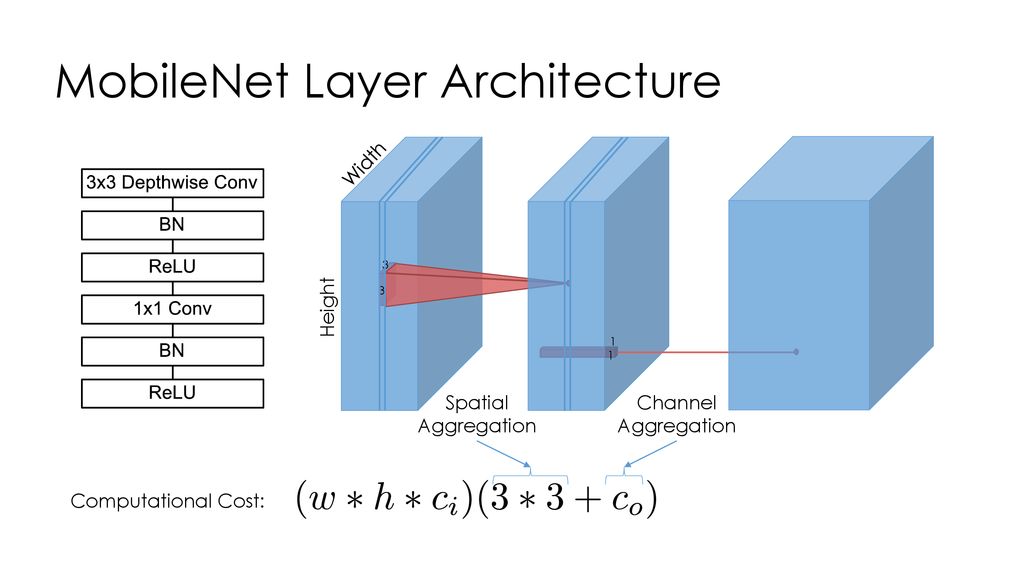 MobileNet Layer Architecture
3x3 Depthwise Conv
BN
ReLU
1x1 Conv
BN
ReLU
Width
Height
3
3
1
1
Spatial
Aggregation
Channel
Aggregation
Computational Cost: (w * h * c_i)(3 * 3 + c_o)